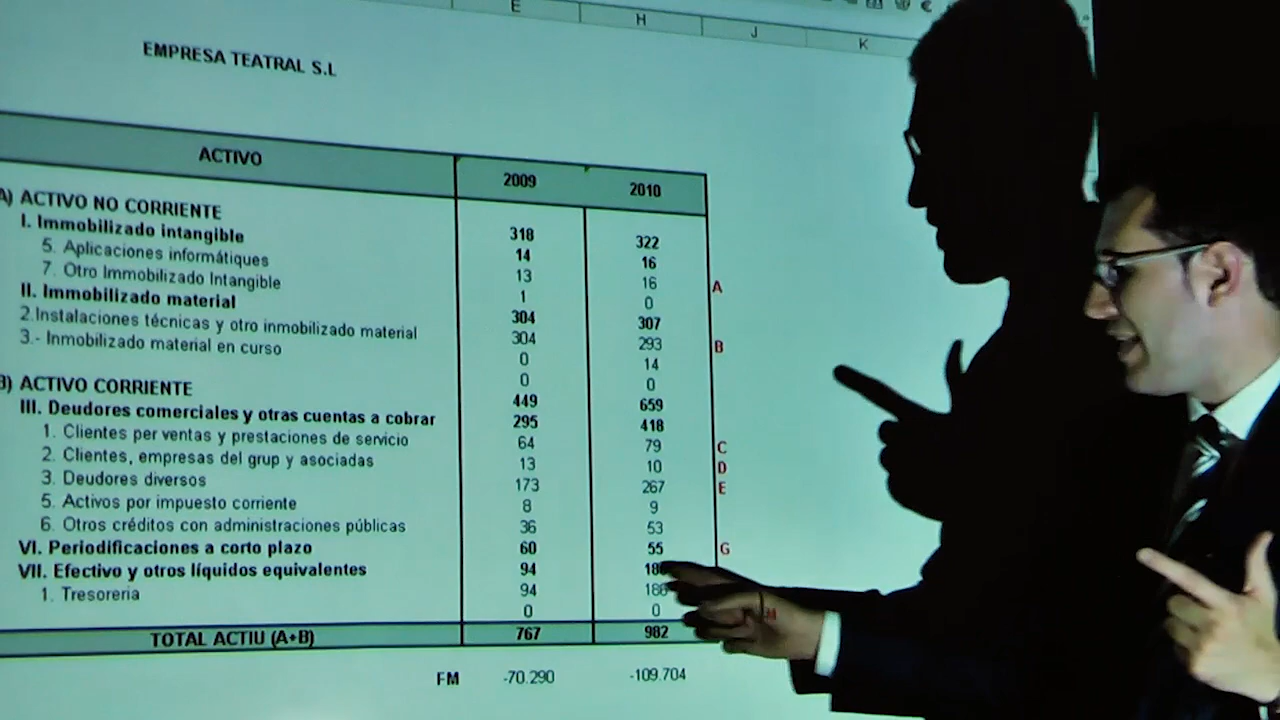 E H J K
€
EMPRESA TEATRAL S.L
ACTIVO 2009 2010
A) ACTIVO NO CORRIENTE 318 322
I. Immobilizado intangible 14 16
5. Aplicaciones informátiques 13 16 A
7. Otro Immobilizado Intangible 1 0
II. Immobilizado material 304 307
2.Instalaciones técnicas y otro inmobilizado material 304 293 B
3.- Inmobilizado material en curso 0 14
0 0
B) ACTIVO CORRIENTE 449 659
III. Deudores comerciales y otras cuentas a cobrar 295 418
1. Clientes per ventas y prestaciones de servicio 64 79 C
2. Clientes, empresas del grup y asociadas 13 10 D
3. Deudores diversos 173 267 E
5. Activos por impuesto corriente 8 9
6. Otros créditos con administraciones públicas 36 53
VI. Periodificaciones a corto plazo 60 55 G
VII. Efectivo y otros líquidos equivalentes 94
1. Tresoreria 94 186 H
0 0
TOTAL ACTIU (A+B) 767 982
FM -70.290 -109.704